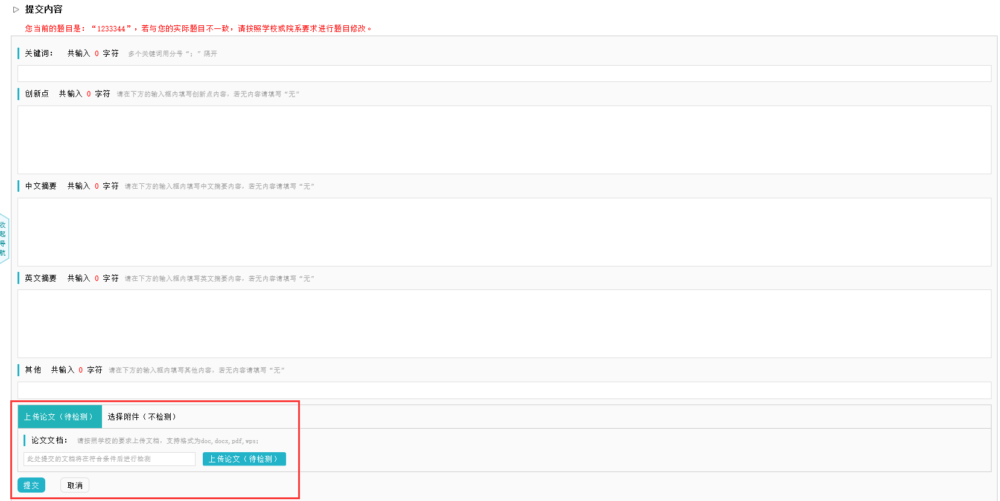 提交内容
您当前的题目是：“1233344”，若与您的实际题目不一致，请按照学校或院系要求进行题目修改。
关键词： 共输入 0 字符 多个关键词用分号“；”隔开
创新点 共输入 0 字符 请在下方的输入框内填写创新点内容，若无内容请填写“无”
中文摘要 共输入 0 字符 请在下方的输入框内填写中文摘要内容，若无内容请填写“无”
收起导航
英文摘要 共输入 0 字符 请在下方的输入框内填写英文摘要内容，若无内容请填写“无”
其他 共输入 0 字符 请在下方的输入框内填写其他内容，若无内容请填写“无”
上传论文（待检测） 选择附件（不检测）
论文文档： 请按照学校的要求上传文档，支持格式为doc,docx,pdf,wps;
此处提交的文档将在符合条件后进行检测 上传论文（待检测）
提交 取消